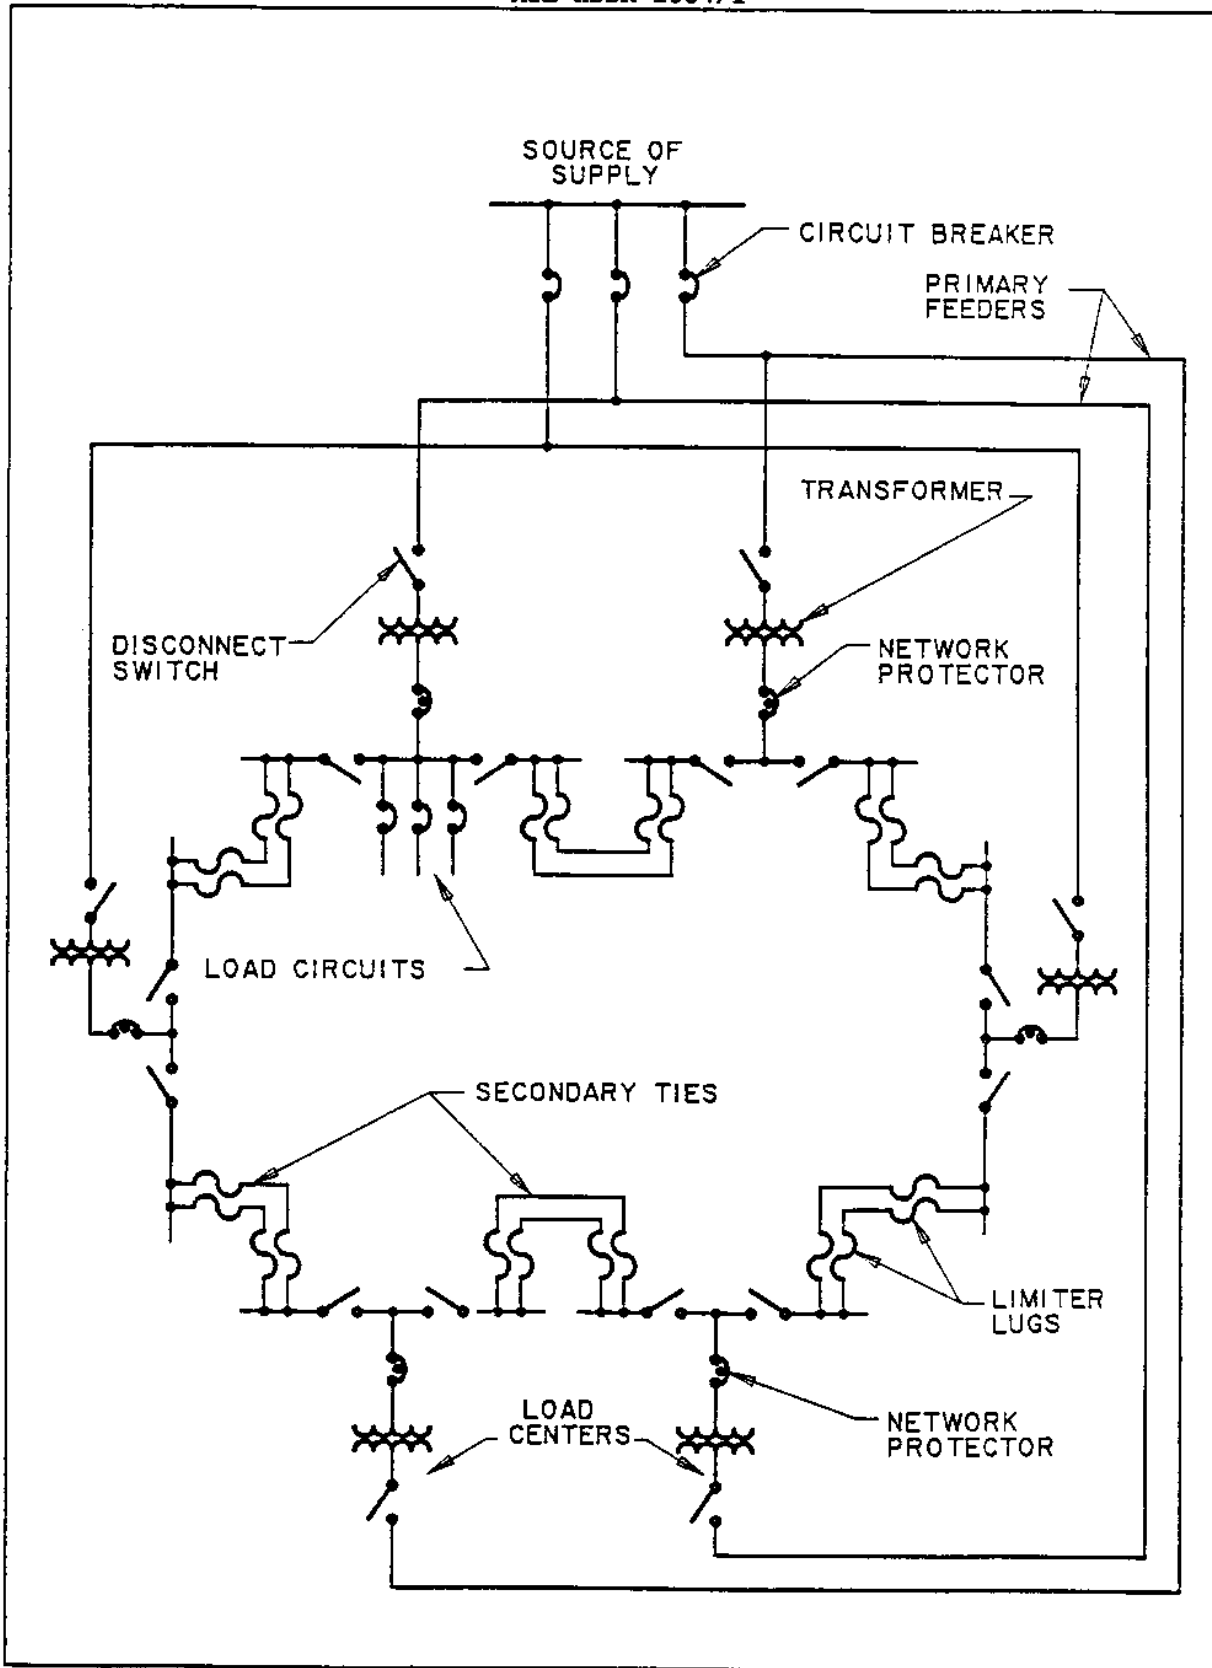 SOURCE OF
SUPPLY
CIRCUIT BREAKER
PRIMARY
FEEDERS
TRANSFORMER
DISCONNECT
SWITCH
NETWORK
PROTECTOR
LOAD CIRCUITS
SECONDARY TIES
LIMITER
LUGS
LOAD
CENTERS
NETWORK
PROTECTOR